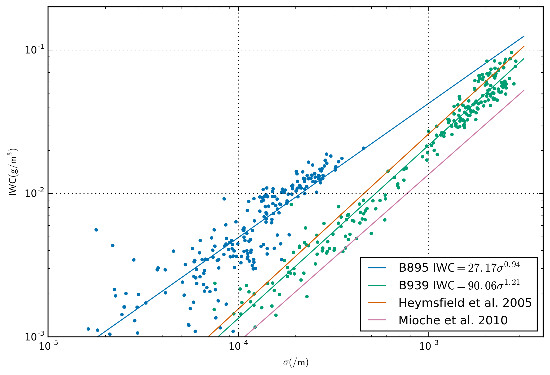 10⁻¹
10⁻²
10⁻³
IWC(g/m³)
10⁻⁵
10⁻⁴
10⁻³
σ(/m)
B895 IWC=27.17σ^0.94
B939 IWC=90.06σ^1.21
Heymsfield et al. 2005
Mioche et al. 2010